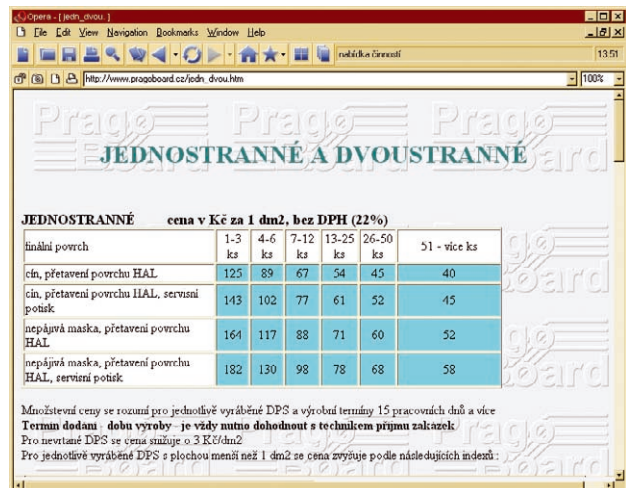 Opera - [ jedn_dvou. ]
File Edit View Navigation Bookmarks Window Help
nabídka činností 13:51
http://www.pragoboard.cz/jedn_dvou.htm 100%
JEDNOSTRANNÉ A DVOUSTRANNÉ
JEDNOSTRANNÉ cena v Kč za 1 dm2, bez DPH (22%)
finální povrch 1-3 ks 4-6 ks 7-12 ks 13-25 ks 26-50 ks 51 - více ks
cín, přetavení povrchu HAL 125 89 67 54 45 40
cín, přetavení povrchu HAL, servisní potisk 143 102 77 61 52 45
nepájivá maska, přetavení povrchu HAL 164 117 88 71 60 52
nepájivá maska, přetavení povrchu HAL, servisní potisk 182 130 98 78 68 58
Množstevní ceny se rozumí pro jednotlivě vyráběné DPS a výrobní termíny 15 pracovních dnů a více
Termín dodání - dobu výroby - je vždy nutno dohodnout s technikem příjmu zakázek
Pro nevrtané DPS se cena snižuje o 3 Kč/dm2
Pro jednotlivě vyráběné DPS s plochou menší než 1 dm2 se cena zvyšuje podle následujících indexů :
Prago Board